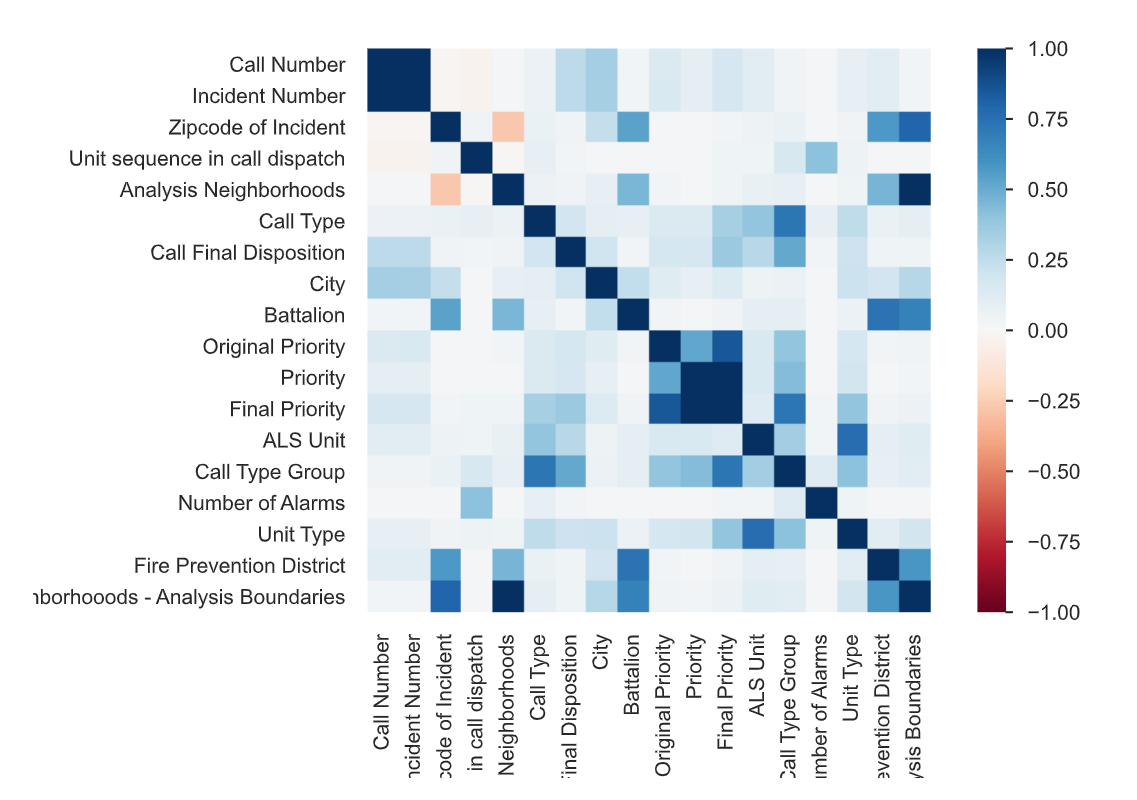 Call Number
Incident Number
Zipcode of Incident
Unit sequence in call dispatch
Analysis Neighborhoods
Call Type
Call Final Disposition
City
Battalion
Original Priority
Priority
Final Priority
ALS Unit
Call Type Group
Number of Alarms
Unit Type
Fire Prevention District
nborhooods - Analysis Boundaries
1.00
0.75
0.50
0.25
0.00
−0.25
−0.50
−0.75
−1.00
Call Number
ncident Number
code of Incident
in call dispatch
Neighborhoods
Call Type
inal Disposition
City
Battalion
Original Priority
Priority
Final Priority
ALS Unit
Call Type Group
mber of Alarms
Unit Type
evention District
ysis Boundaries